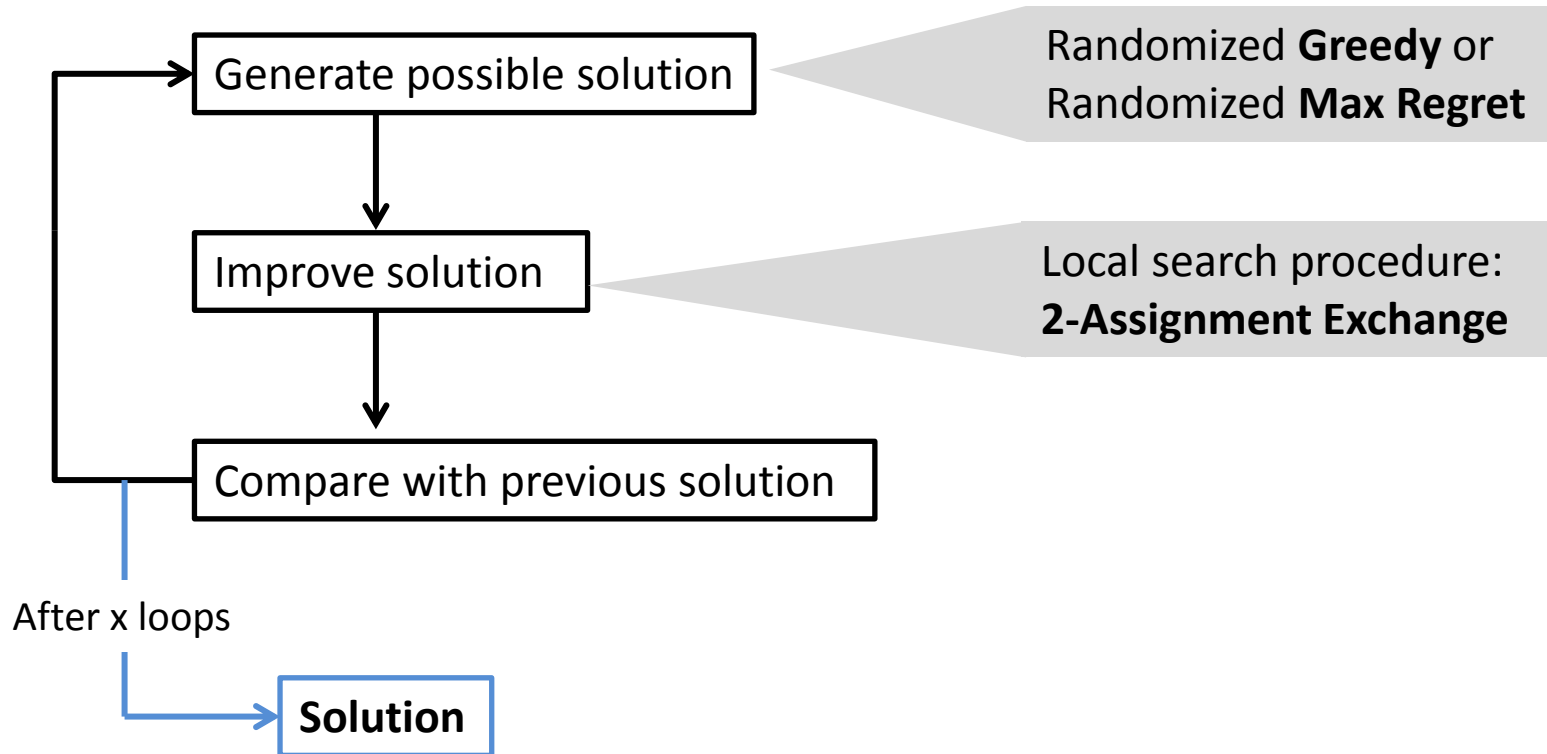 Generate possible solution
Randomized Greedy or
Randomized Max Regret
Improve solution
Local search procedure:
2-Assignment Exchange
Compare with previous solution
After x loops
Solution